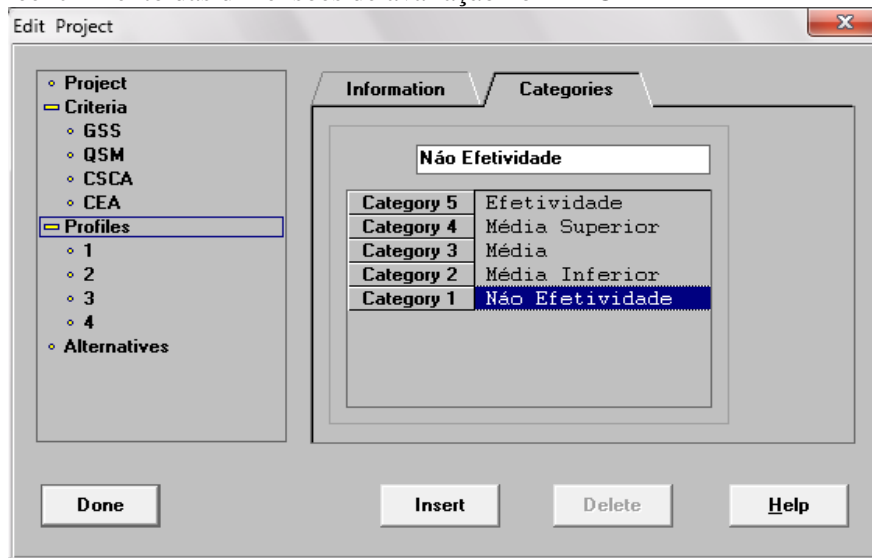 Edit Project
Project
Criteria
GSS
QSM
CSCA
CEA
Profiles
1
2
3
4
Alternatives
Information
Categories
Náo Efetividade
Category 5 Efetividade
Category 4 Média Superior
Category 3 Média
Category 2 Média Inferior
Category 1 Náo Efetividade
Done
Insert
Delete
Help